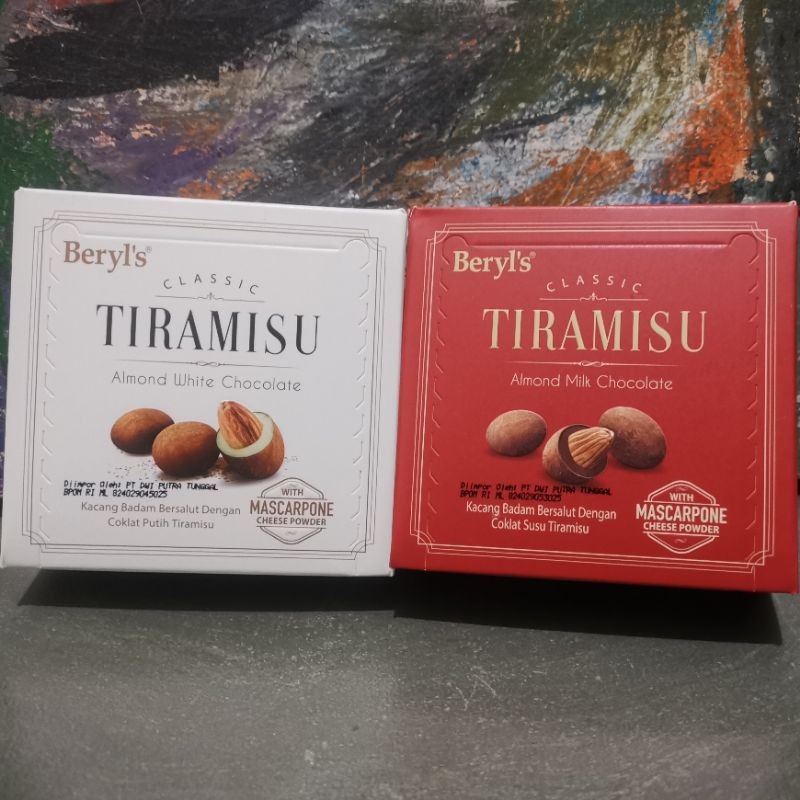 Beryl's®
CLASSIC
TIRAMISU
Almond White Chocolate
Diimpor Oleh: PT DWI PUTRA TUNGGAL
BPOM RI ML 824029045025
Kacang Badam Bersalut Dengan
Coklat Putih Tiramisu
WITH
MASCARPONE
CHEESE POWDER
Beryl's®
CLASSIC
TIRAMISU
Almond Milk Chocolate
Diimpor Oleh: PT DWI PUTRA TUNGGAL
BPOM RI ML 824029053025
Kacang Badam Bersalut Dengan
Coklat Susu Tiramisu
WITH
MASCARPONE
CHEESE POWDER